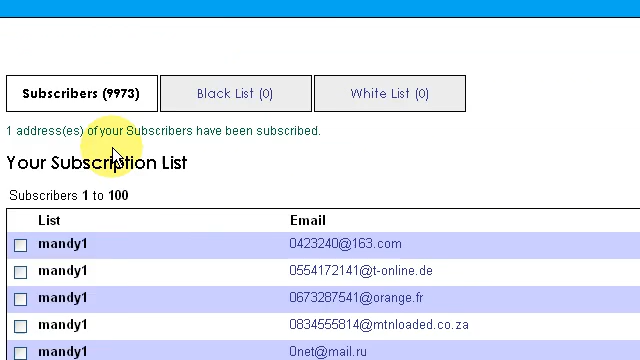 Subscribers (9973) Black List (0) White List (0)
1 address(es) of your Subscribers have been subscribed.
Your Subscription List
Subscribers 1 to 100
List Email
mandy1 0423240@163.com
mandy1 0554172141@t-online.de
mandy1 0673287541@orange.fr
mandy1 0834555814@mtnloaded.co.za
mandy1 0net@mail.ru